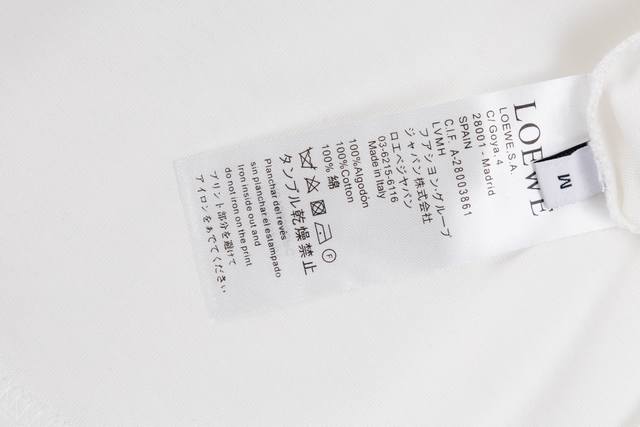 LOEWE
M
LOEWE.S.A.
C/Goya.4
28001-Madrid
SPAIN
C.I.F. A-28003861
LVMH
フアシヨン·グループ
ジャパン株式会社
ロエベジャパン
03-6215-6116
Made in Italy
100%Algodón
100%Cotton
100% 綿
F
タンブル乾燥禁止
Planchar del revés
sin planchar el estampado
Iron inside out and
do not iron on the print
プリント部分を避けて
アイロンをあててください